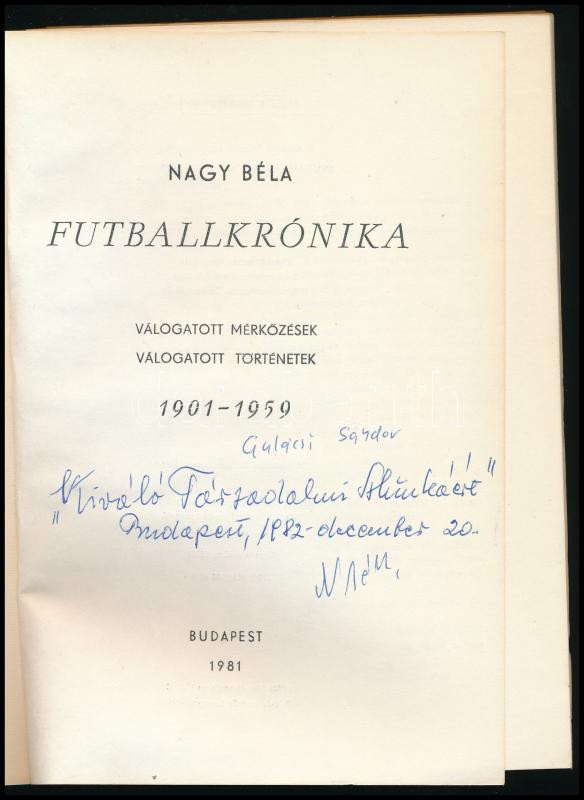 NAGY BÉLA
FUTBALLKRÓNIKA
VÁLOGATOTT MÉRKŐZÉSEK
VÁLOGATOTT TÖRTÉNETEK
1901-1959
Gulácsi Sándor
"Kiváló Társadalmi Munkáért"
Budapest, 1982-december 20.
BUDAPEST
1981